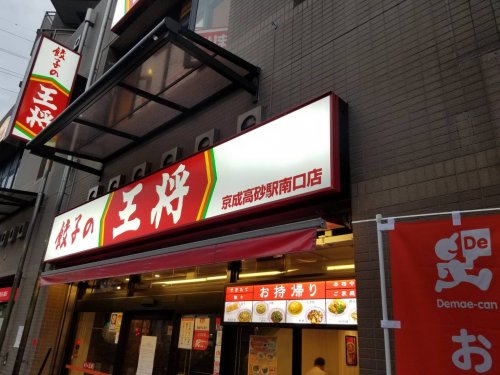 餃子の
王将
餃子の王将
京成高砂駅南口店
お持帰り
De
Demae-can
お